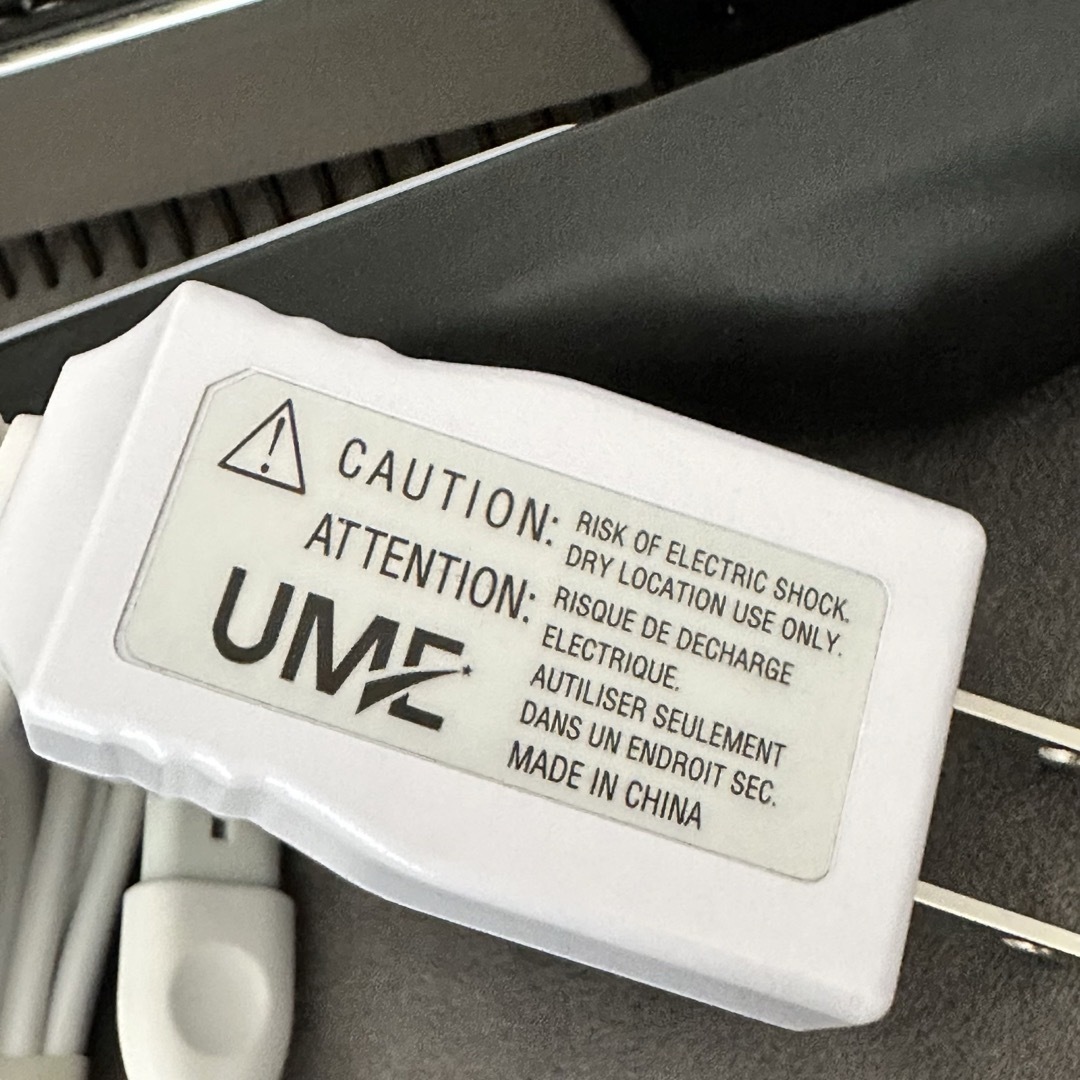 CAUTION: RISK OF ELECTRIC SHOCK.
DRY LOCATION USE ONLY.
ATTENTION: RISQUE DE DECHARGE
ELECTRIQUE.
AUTILISER SEULEMENT
DANS UN ENDROIT SEC.
MADE IN CHINA
UME